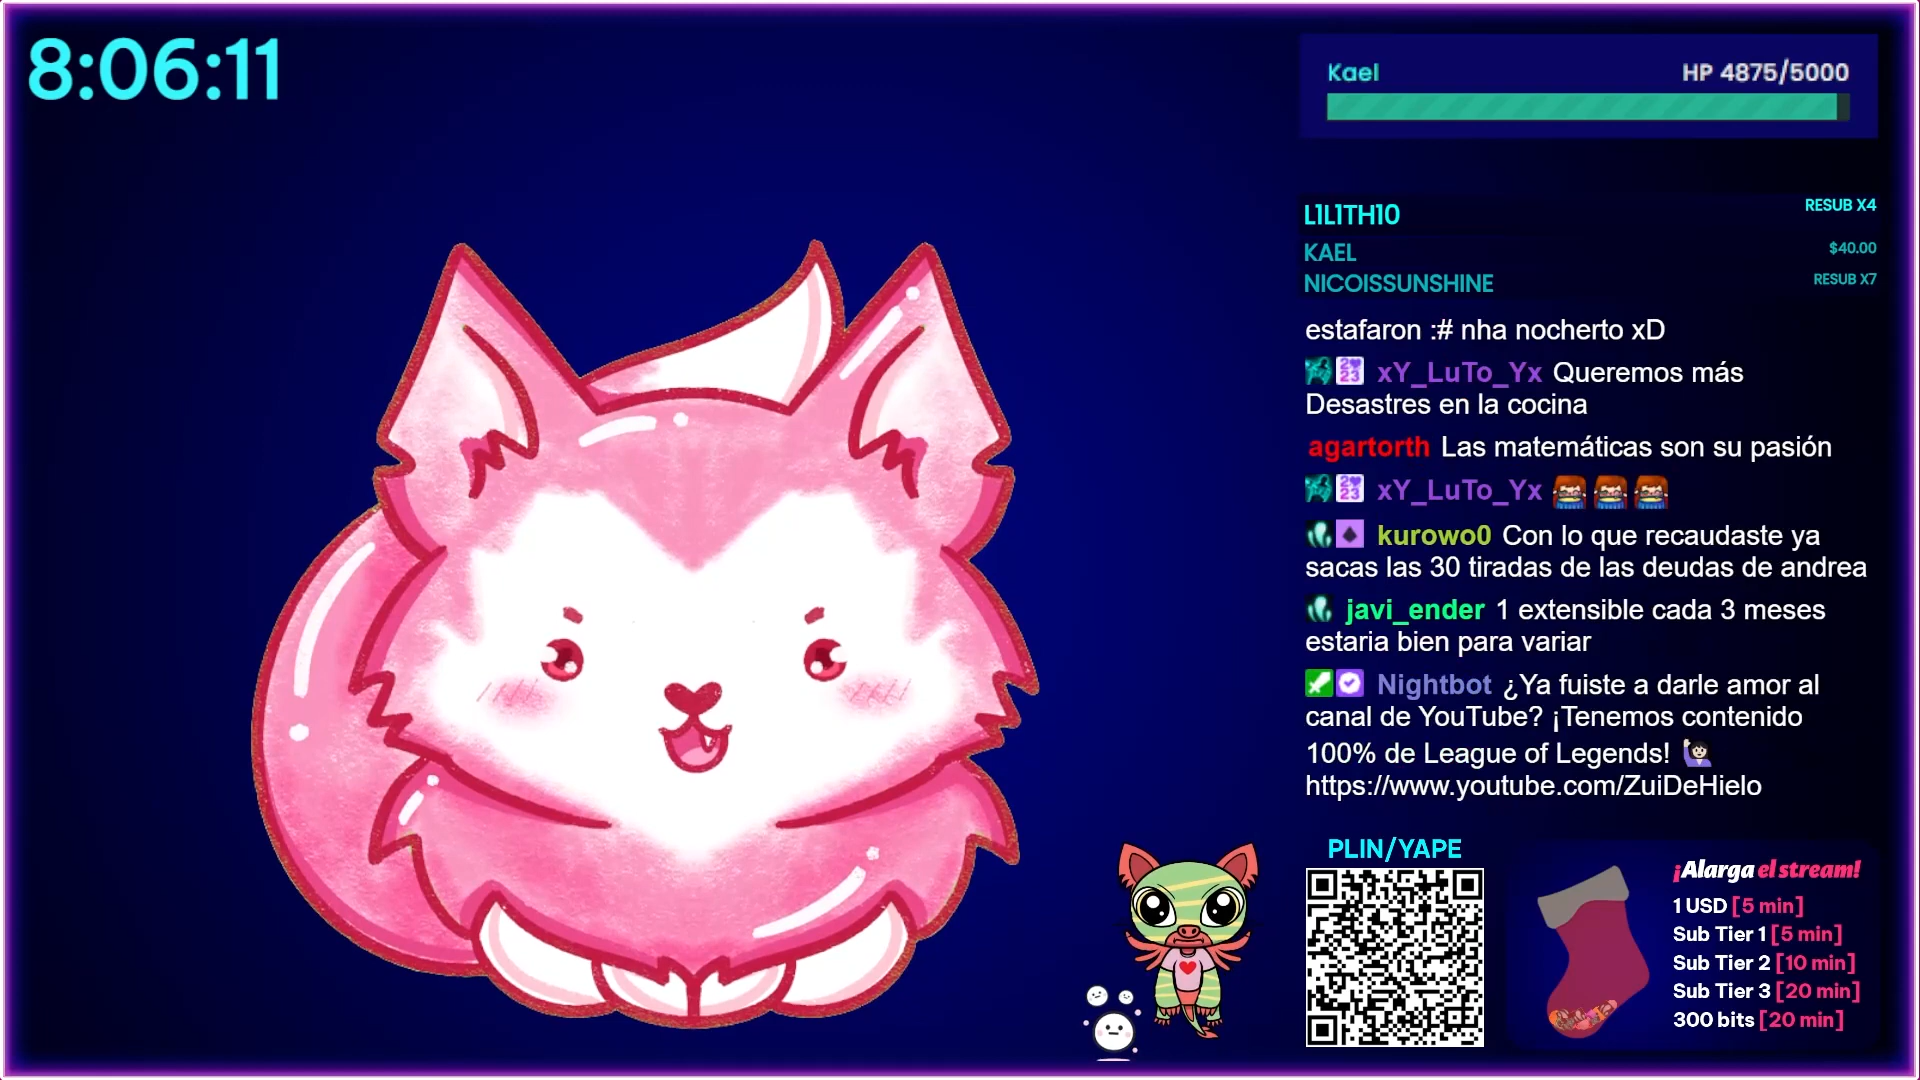 8:06:11
Kael HP 4875/5000
L1L1TH10 RESUB X4
KAEL $40.00
NICOISSUNSHINE RESUB X7
estafaron :# nha nocherto xD
xY_LuTo_Yx Queremos más
Desastres en la cocina
agartorth Las matemáticas son su pasión
xY_LuTo_Yx
kurowo0 Con lo que recaudaste ya
sacas las 30 tiradas de las deudas de andrea
javi_ender 1 extensible cada 3 meses
estaria bien para variar
Nightbot ¿Ya fuiste a darle amor al
canal de YouTube? ¡Tenemos contenido
100% de League of Legends!
https://www.youtube.com/ZuiDeHielo
PLIN/YAPE
¡Alarga el stream!
1 USD [5 min]
Sub Tier 1 [5 min]
Sub Tier 2 [10 min]
Sub Tier 3 [20 min]
300 bits [20 min]